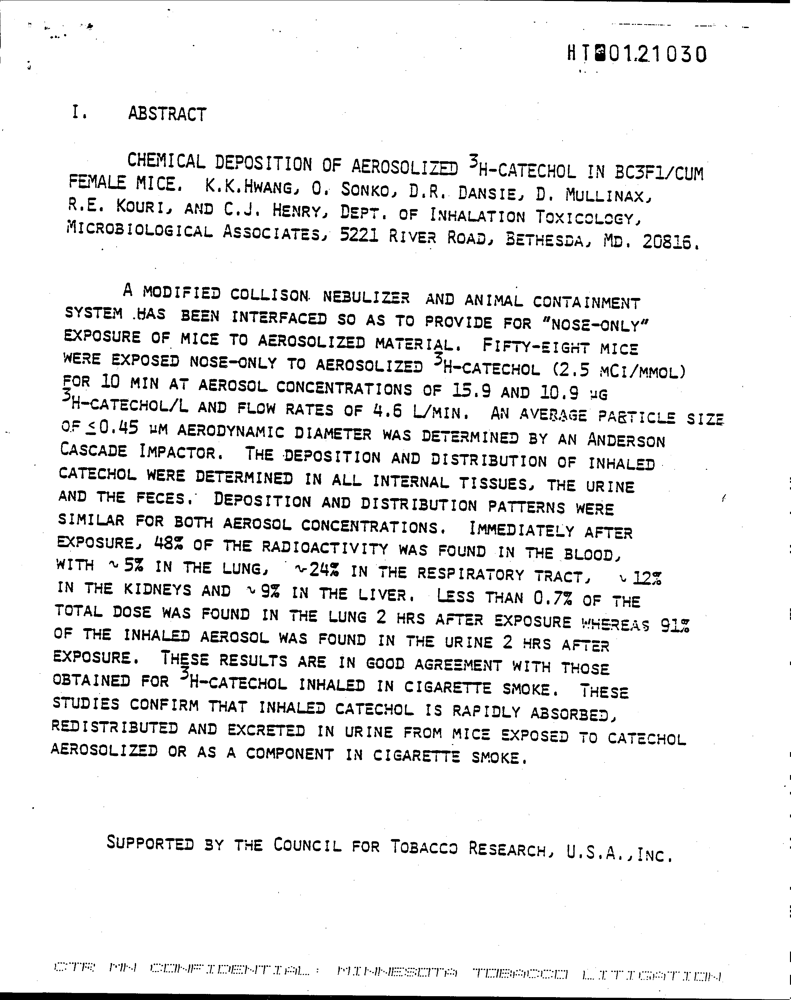 HT 01.21030
I. ABSTRACT
CHEMICAL DEPOSITION OF AEROSOLIZED ³H-CATECHOL IN BC3F1/CUM
FEMALE MICE. K.K.HWANG, O. SONKO, D.R. DANSIE, D. MULLINAX,
R.E. KOURI, AND C.J. HENRY, DEPT. OF INHALATION TOXICOLOGY,
MICROBIOLOGICAL ASSOCIATES, 5221 RIVER ROAD, BETHESDA, MD. 20816.
A MODIFIED COLLISON NEBULIZER AND ANIMAL CONTAINMENT
SYSTEM HAS BEEN INTERFACED SO AS TO PROVIDE FOR "NOSE-ONLY"
EXPOSURE OF MICE TO AEROSOLIZED MATERIAL. FIFTY-EIGHT MICE
WERE EXPOSED NOSE-ONLY TO AEROSOLIZED ³H-CATECHOL (2.5 MCI/MMOL)
FOR 10 MIN AT AEROSOL CONCENTRATIONS OF 15.9 AND 10.9 µG
³H-CATECHOL/L AND FLOW RATES OF 4.6 L/MIN. AN AVERAGE PARTICLE SIZE
OF ≤0.45 µM AERODYNAMIC DIAMETER WAS DETERMINED BY AN ANDERSON
CASCADE IMPACTOR. THE DEPOSITION AND DISTRIBUTION OF INHALED
CATECHOL WERE DETERMINED IN ALL INTERNAL TISSUES, THE URINE
AND THE FECES. DEPOSITION AND DISTRIBUTION PATTERNS WERE
SIMILAR FOR BOTH AEROSOL CONCENTRATIONS. IMMEDIATELY AFTER
EXPOSURE, 48% OF THE RADIOACTIVITY WAS FOUND IN THE BLOOD,
WITH ~5% IN THE LUNG, ~24% IN THE RESPIRATORY TRACT, ~12%
IN THE KIDNEYS AND ~9% IN THE LIVER. LESS THAN 0.7% OF THE
TOTAL DOSE WAS FOUND IN THE LUNG 2 HRS AFTER EXPOSURE WHEREAS 91%
OF THE INHALED AEROSOL WAS FOUND IN THE URINE 2 HRS AFTER
EXPOSURE. THESE RESULTS ARE IN GOOD AGREEMENT WITH THOSE
OBTAINED FOR ³H-CATECHOL INHALED IN CIGARETTE SMOKE. THESE
STUDIES CONFIRM THAT INHALED CATECHOL IS RAPIDLY ABSORBED,
REDISTRIBUTED AND EXCRETED IN URINE FROM MICE EXPOSED TO CATECHOL
AEROSOLIZED OR AS A COMPONENT IN CIGARETTE SMOKE.
SUPPORTED BY THE COUNCIL FOR TOBACCO RESEARCH, U.S.A., INC.
CTR MN CONFIDENTIAL: MINNESOTA TOBACCO LITIGATION